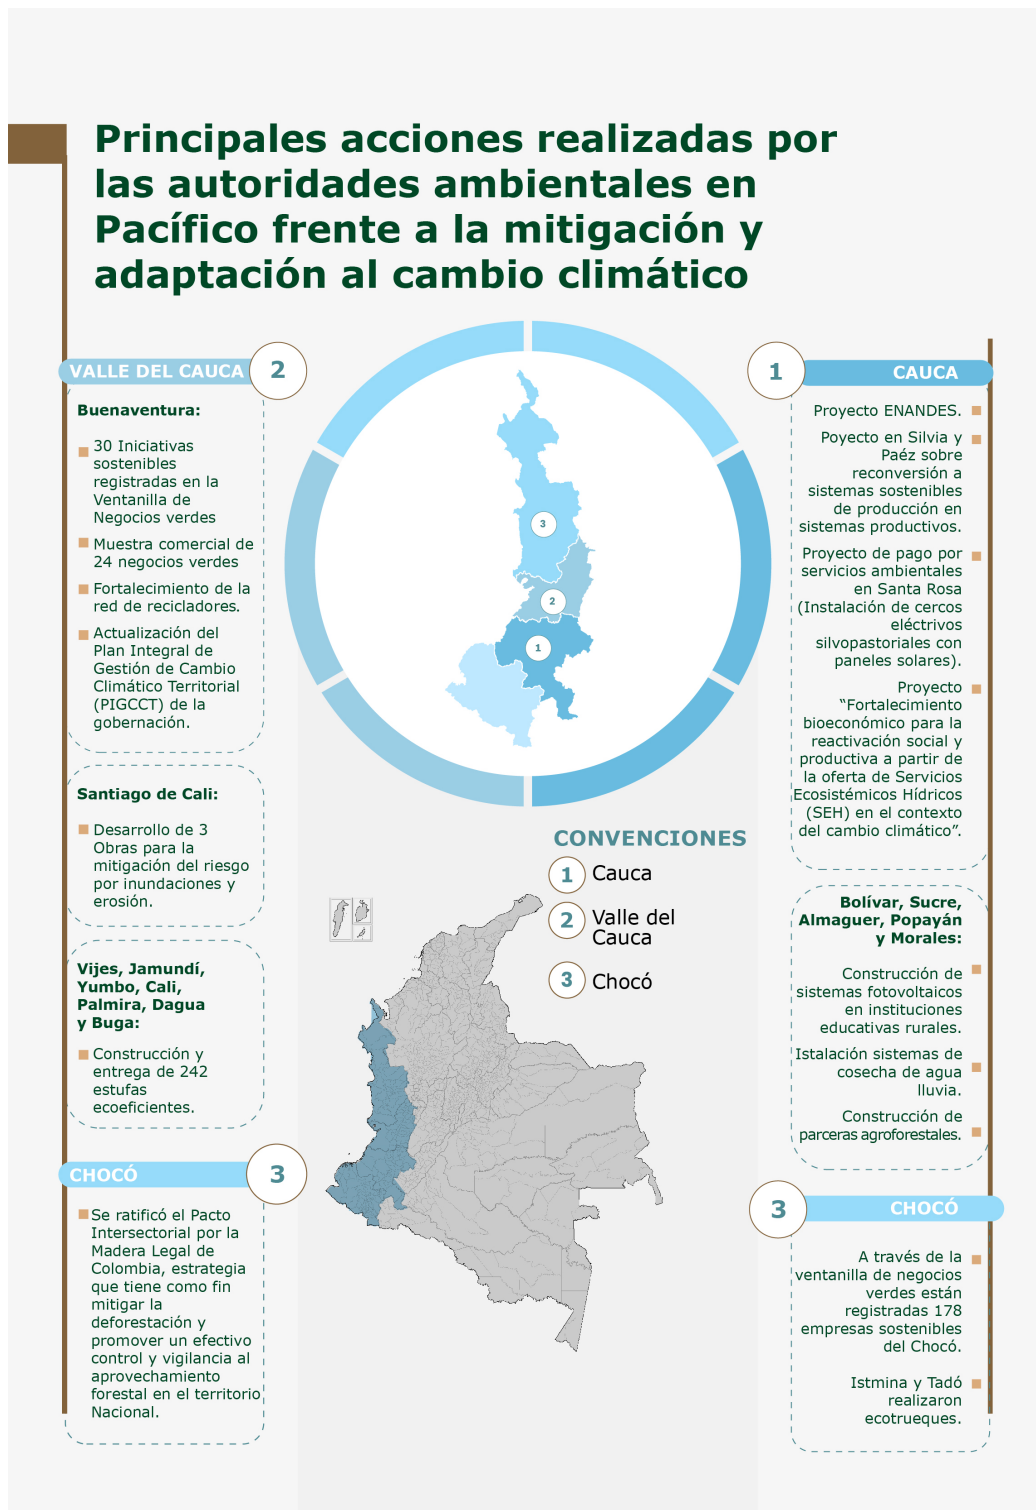 Principales acciones realizadas por
las autoridades ambientales en
Pacífico frente a la mitigación y
adaptación al cambio climático
VALLE DEL CAUCA
2
Buenaventura:
30 Iniciativas
sostenibles
registradas en la
Ventanilla de
Negocios verdes
Muestra comercial de
24 negocios verdes
Fortalecimiento de la
red de recicladores.
Actualización del
Plan Integral de
Gestión de Cambio
Climático Territorial
(PIGCCT) de la
gobernación.
Santiago de Cali:
Desarrollo de 3
Obras para la
mitigación del riesgo
por inundaciones y
erosión.
Vijes, Jamundí,
Yumbo, Cali,
Palmira, Dagua
y Buga:
Construcción y
entrega de 242
estufas
ecoeficientes.
CHOCÓ
3
Se ratificó el Pacto
Intersectorial por la
Madera Legal de
Colombia, estrategia
que tiene como fin
mitigar la
deforestación y
promover un efectivo
control y vigilancia al
aprovechamiento
forestal en el territorio
Nacional.
3
2
1
CONVENCIONES
1 Cauca
2 Valle del
Cauca
3 Chocó
1
CAUCA
Proyecto ENANDES.
Poyecto en Silvia y
Paéz sobre
reconversión a
sistemas sostenibles
de producción en
sistemas productivos.
Proyecto de pago por
servicios ambientales
en Santa Rosa
(Instalación de cercos
eléctrivos
silvopastoriales con
paneles solares).
Proyecto
“Fortalecimiento
bioeconómico para la
reactivación social y
productiva a partir de
la oferta de Servicios
Ecosistémicos Hídricos
(SEH) en el contexto
del cambio climático”.
Bolívar, Sucre,
Almaguer, Popayán
y Morales:
Construcción de
sistemas fotovoltaicos
en instituciones
educativas rurales.
Istalación sistemas de
cosecha de agua
lluvia.
Construcción de
parceras agroforestales.
3
CHOCÓ
A través de la
ventanilla de negocios
verdes están
registradas 178
empresas sostenibles
del Chocó.
Istmina y Tadó
realizaron
ecotrueques.